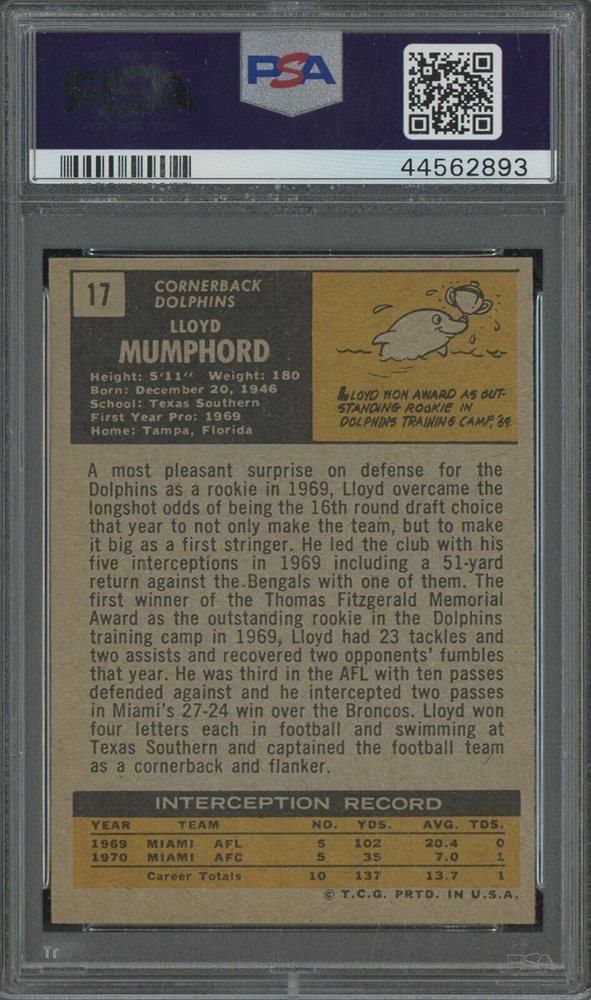 PSA
PSA
44562893
17
CORNERBACK
DOLPHINS
LLOYD
MUMPHORD
Height: 5'11" Weight: 180
Born: December 20, 1946
School: Texas Southern
First Year Pro: 1969
Home: Tampa, Florida
LLOYD WON AWARD AS OUT-
STANDING ROOKIE IN
DOLPHINS TRAINING CAMP, '69
A most pleasant surprise on defense for the
Dolphins as a rookie in 1969, Lloyd overcame the
longshot odds of being the 16th round draft choice
that year to not only make the team, but to make
it big as a first stringer. He led the club with his
five interceptions in 1969 including a 51-yard
return against the Bengals with one of them. The
first winner of the Thomas Fitzgerald Memorial
Award as the outstanding rookie in the Dolphins
training camp in 1969, Lloyd had 23 tackles and
two assists and recovered two opponents' fumbles
that year. He was third in the AFL with ten passes
defended against and he intercepted two passes
in Miami's 27-24 win over the Broncos. Lloyd won
four letters each in football and swimming at
Texas Southern and captained the football team
as a cornerback and flanker.
INTERCEPTION RECORD
YEAR TEAM NO. YDS. AVG. TDS.
1969 MIAMI AFL 5 102 20.4 0
1970 MIAMI AFC 5 35 7.0 1
Career Totals 10 137 13.7 1
© T.C.G. PRTD. IN U.S.A.
Tr
PSA